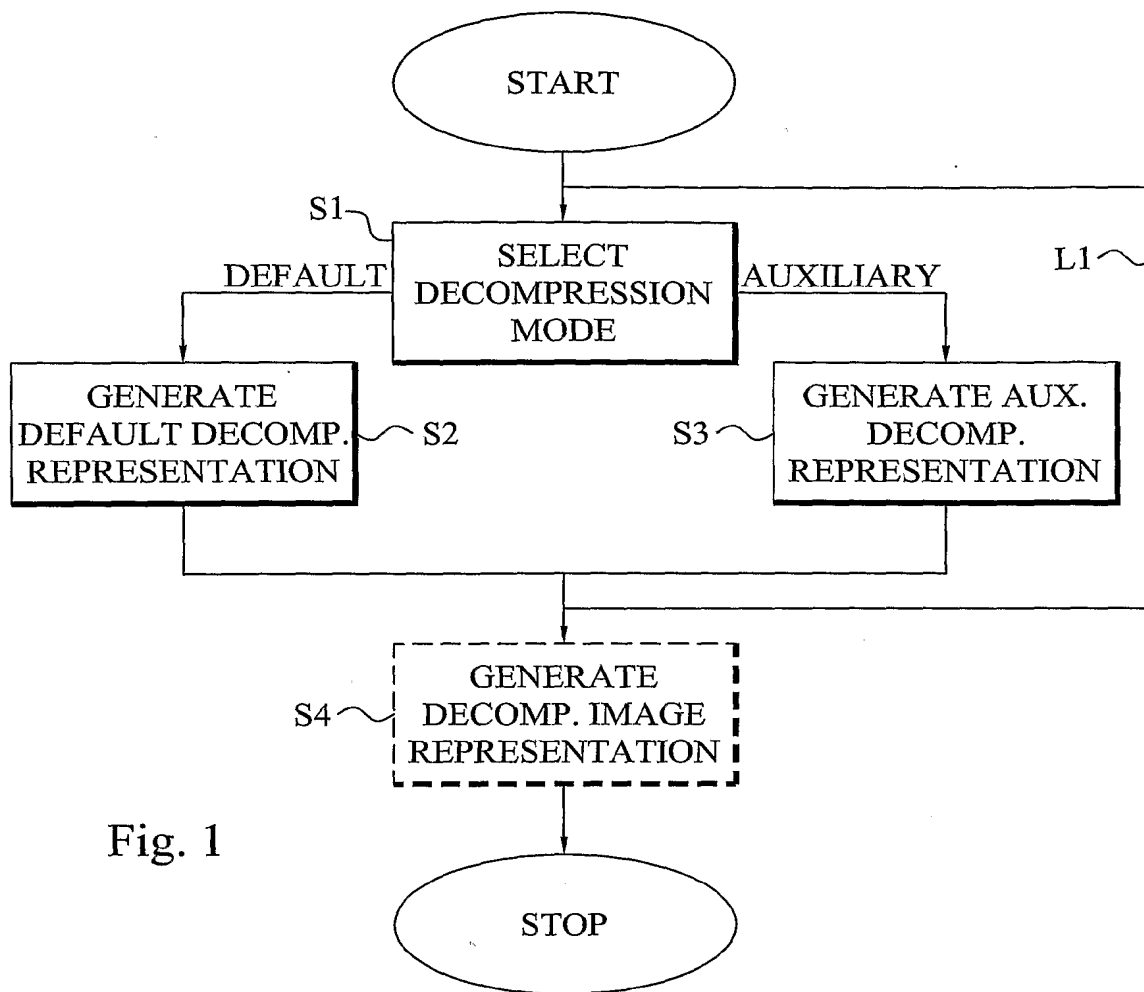 START
S1
SELECT
DECOMPRESSION
MODE
DEFAULT
AUXILIARY
L1
GENERATE
DEFAULT DECOMP.
REPRESENTATION
S2
S3
GENERATE AUX.
DECOMP.
REPRESENTATION
S4
GENERATE
DECOMP. IMAGE
REPRESENTATION
Fig. 1
STOP